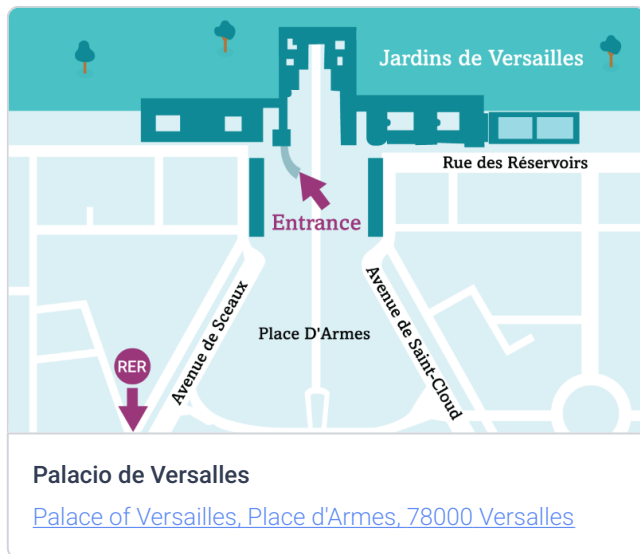 Jardins de Versailles
Rue des Réservoirs
Entrance
Avenue de Sceaux
Place D'Armes
Avenue de Saint-Cloud
RER
Palacio de Versalles
Palace of Versailles, Place d'Armes, 78000 Versalles